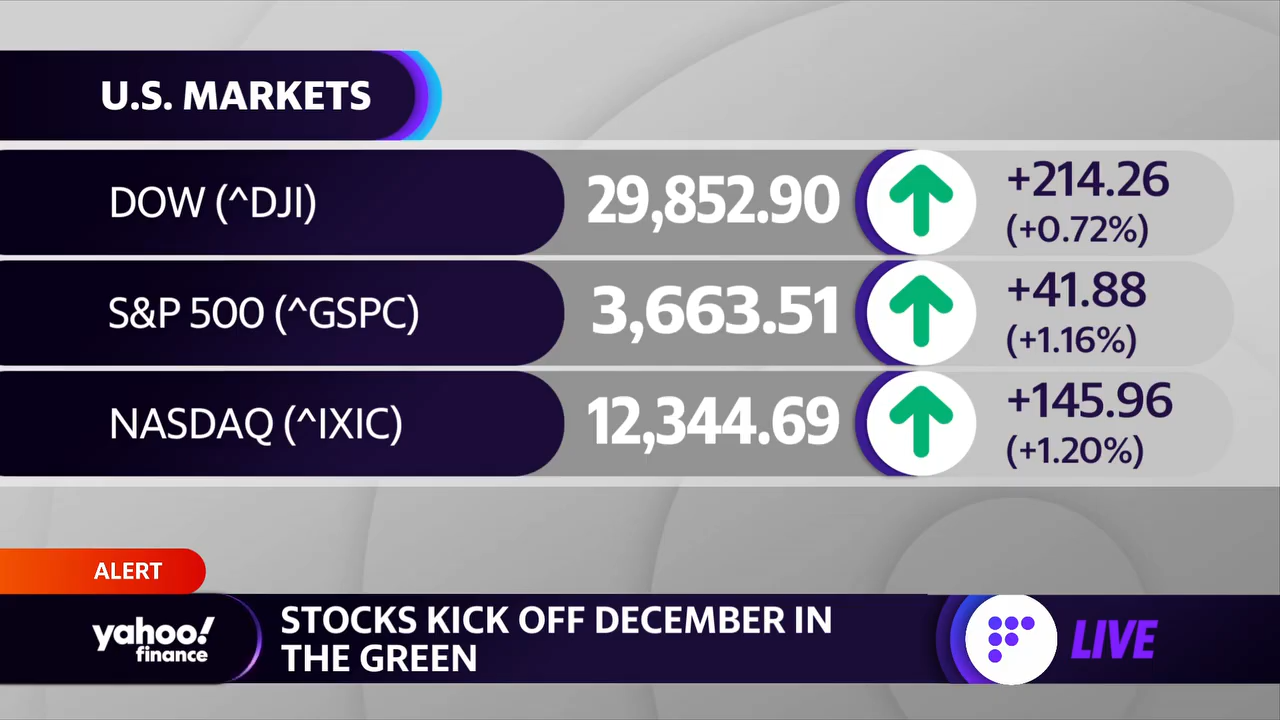 U.S. MARKETS
DOW (^DJI) 29,852.90 +214.26
(+0.72%)
S&P 500 (^GSPC) 3,663.51 +41.88
(+1.16%)
NASDAQ (^IXIC) 12,344.69 +145.96
(+1.20%)
ALERT
yahoo!
finance
STOCKS KICK OFF DECEMBER IN
THE GREEN
LIVE